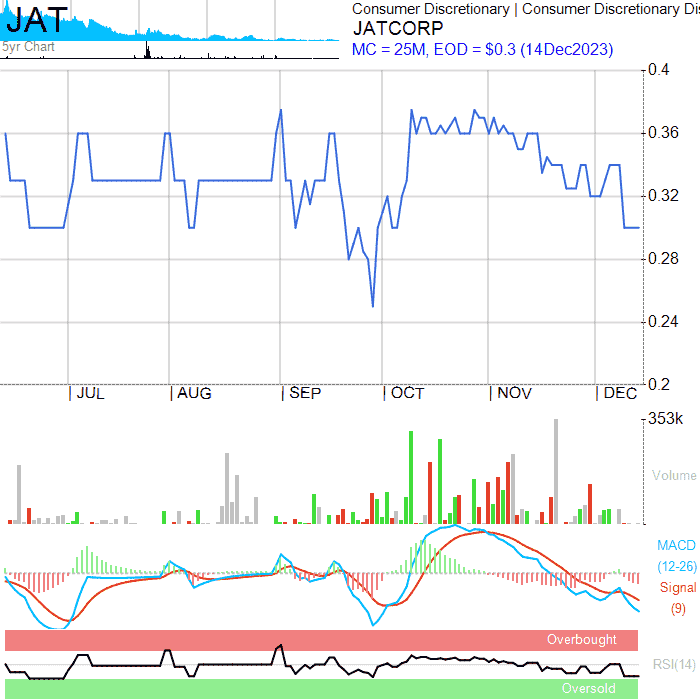 JAT
5yr Chart
Consumer Discretionary | Consumer Discretionary Dis
JATCORP
MC = 25M, EOD = $0.3 (14Dec2023)
0.4
0.36
0.32
0.28
0.24
0.2
| JUL | AUG | SEP | OCT | NOV | DEC
353k
Volume
MACD
(12-26)
Signal
(9)
Overbought
RSI(14)
Oversold